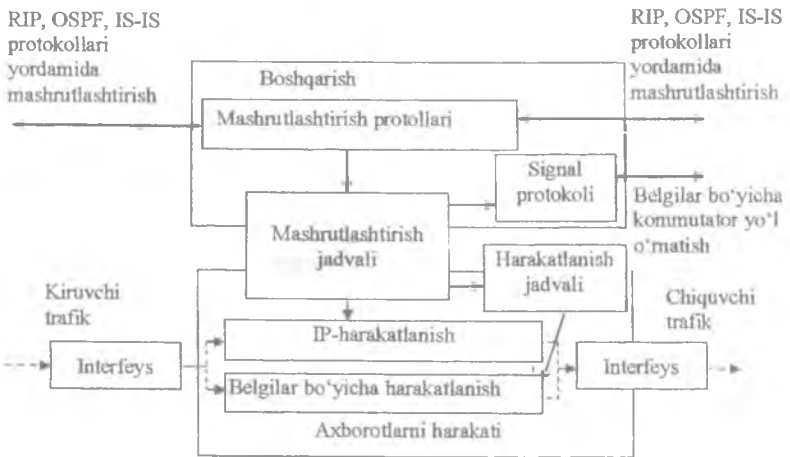 RIP, OSPF, IS-IS
protokollari
yordamida
mashrutlashtirish
RIP, OSPF, IS-IS
protokollari
yordamida
mashrutlashtirish
Boshqarish
Mashrutlashtirish protollari
Signal
protokoli
Belgilar bo‘yicha
kommutator yo‘l
o‘rnatish
Mashrutlashtirish
jadvali
Harakatlanish
jadvali
Kiruvchi
trafik
Chiquvchi
trafik
IP-harakatlanish
Interfeys
Interfeys
Belgilar bo‘yicha harakatlanish
Axborotlarni harakati